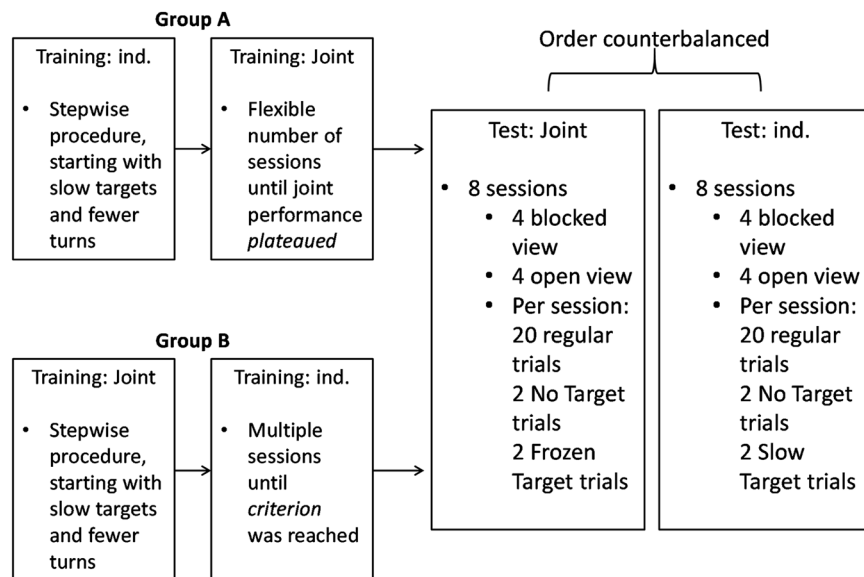 Group A
Training: ind.
• Stepwise
procedure,
starting with
slow targets
and fewer
turns
Training: Joint
• Flexible
number of
sessions
until joint
performance
plateaued
Group B
Training: Joint
• Stepwise
procedure,
starting with
slow targets
and fewer
turns
Training: ind.
• Multiple
sessions
until
criterion
was reached
Order counterbalanced
Test: Joint
• 8 sessions
• 4 blocked
view
• 4 open view
• Per session:
20 regular
trials
2 No Target
trials
2 Frozen
Target trials
Test: ind.
• 8 sessions
• 4 blocked
view
• 4 open view
• Per session:
20 regular
trials
2 No Target
trials
2 Slow
Target trials